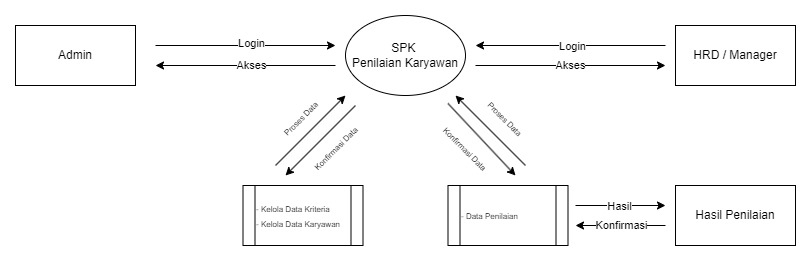 Admin
Login
Akses
SPK
Penilaian Karyawan
Login
Akses
HRD / Manager
Proses Data
Konfirmasi Data
Konfirmasi Data
Proses Data
- Kelola Data Kriteria
- Kelola Data Karyawan
- Data Penilaian
Hasil
Konfirmasi
Hasil Penilaian